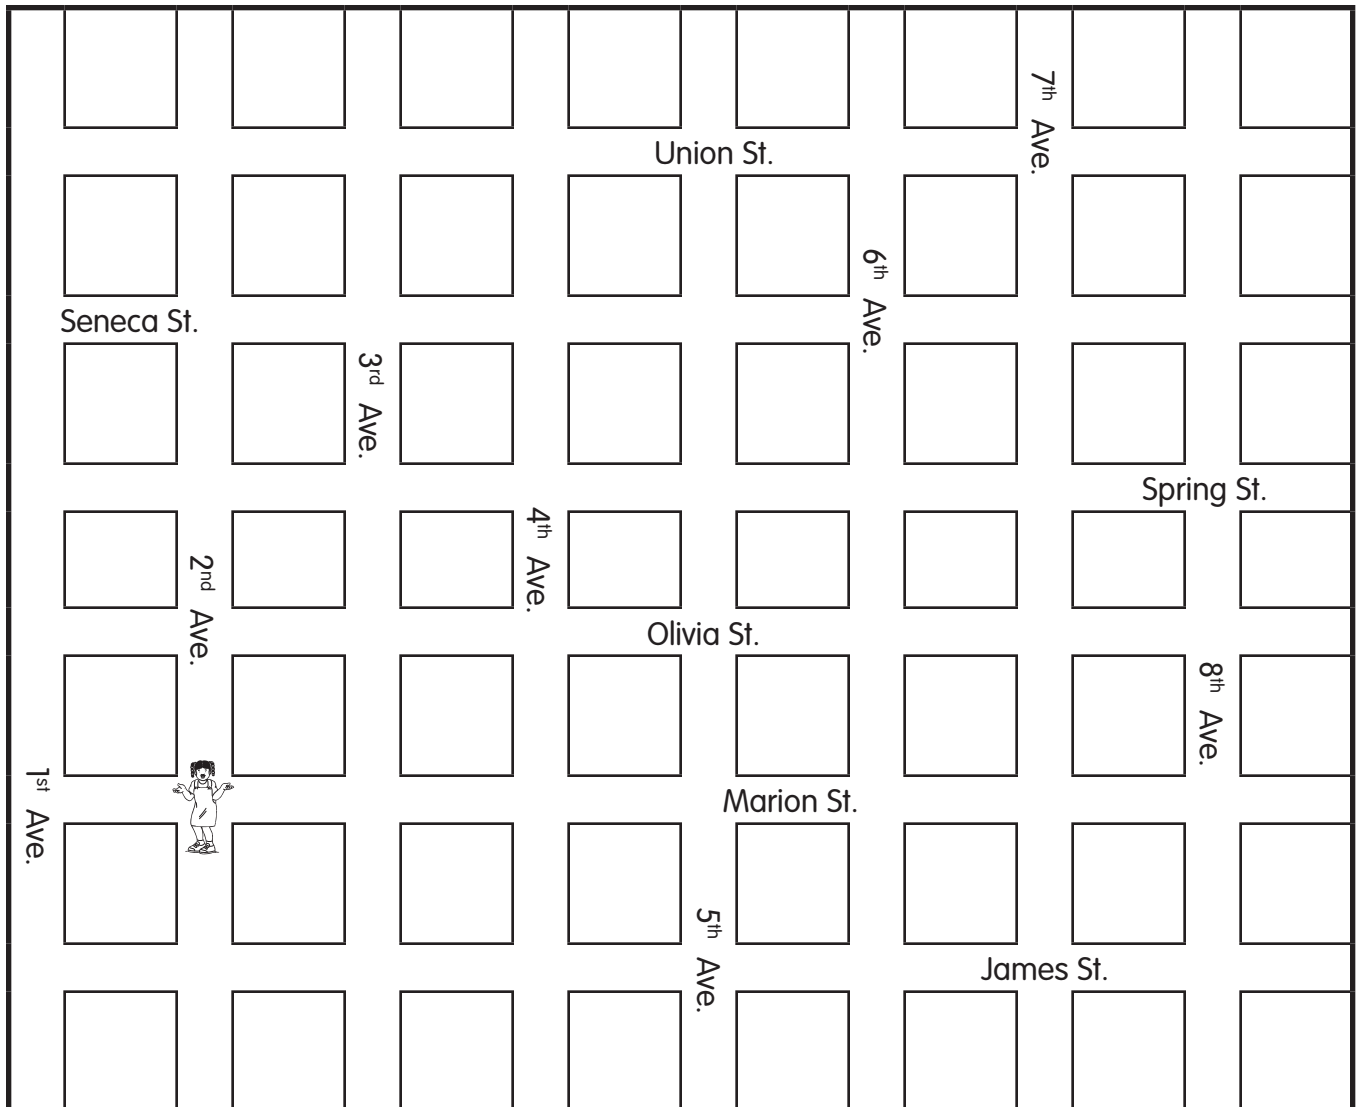 7th Ave.
Union St.
6th Ave.
Seneca St.
3rd Ave.
Spring St.
4th Ave.
2nd Ave.
Olivia St.
8th Ave.
1st Ave.
Marion St.
5th Ave.
James St.